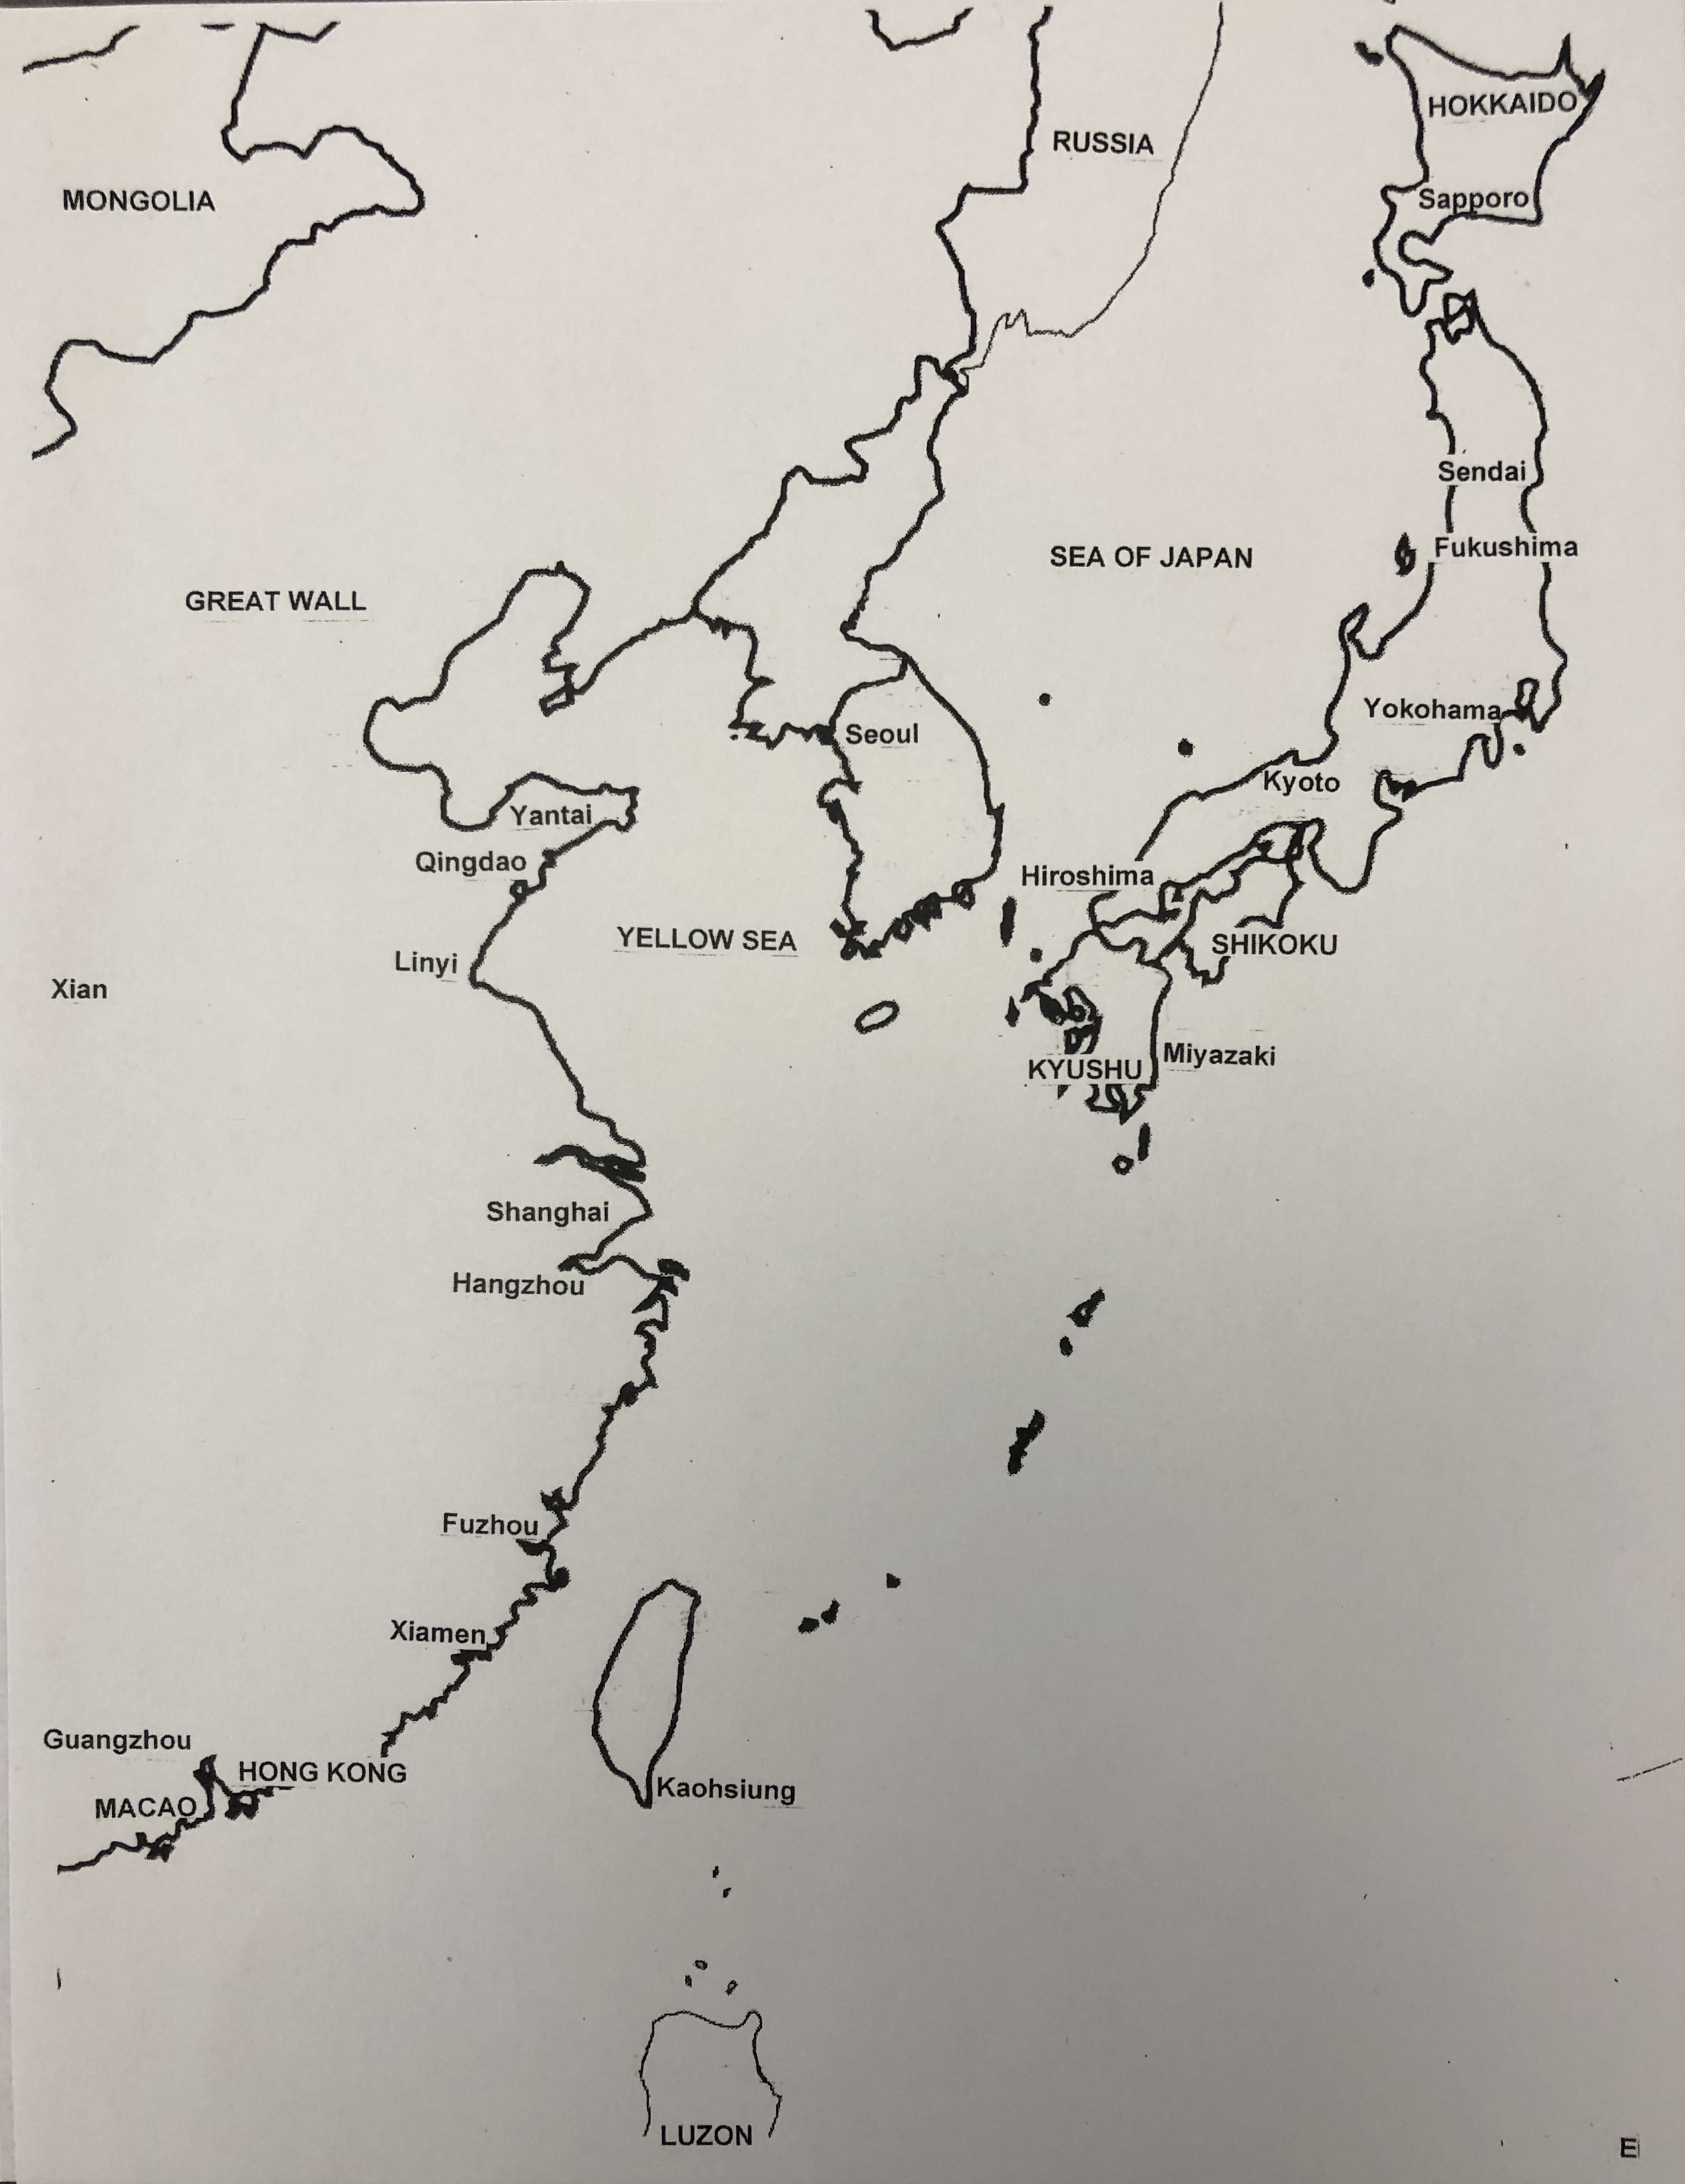 HOKKAIDO
RUSSIA
MONGOLIA
Sapporo
Sendai
Fukushima
SEA OF JAPAN
GREAT WALL
Yokohama
Seoul
Kyoto
Yantai
Qingdao
Hiroshima
YELLOW SEA
SHIKOKU
Linyi
Xian
Miyazaki
KYUSHU
Shanghai
Hangzhou
Fuzhou
Xiamen
Guangzhou
HONG KONG
Kaohsiung
MACAO
LUZON
E